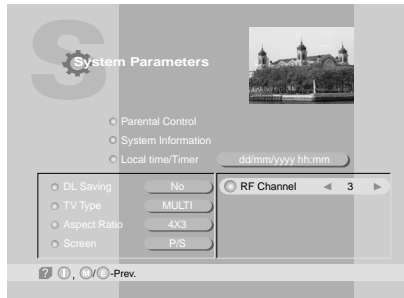 S
System Parameters
Parental Control
System Information
Local time/Timer dd/mm/yyyy hh:mm
DL Saving No
RF Channel 3
TV Type MULTI
Aspect Ratio 4X3
Screen P/S
? , M/E-Prev.